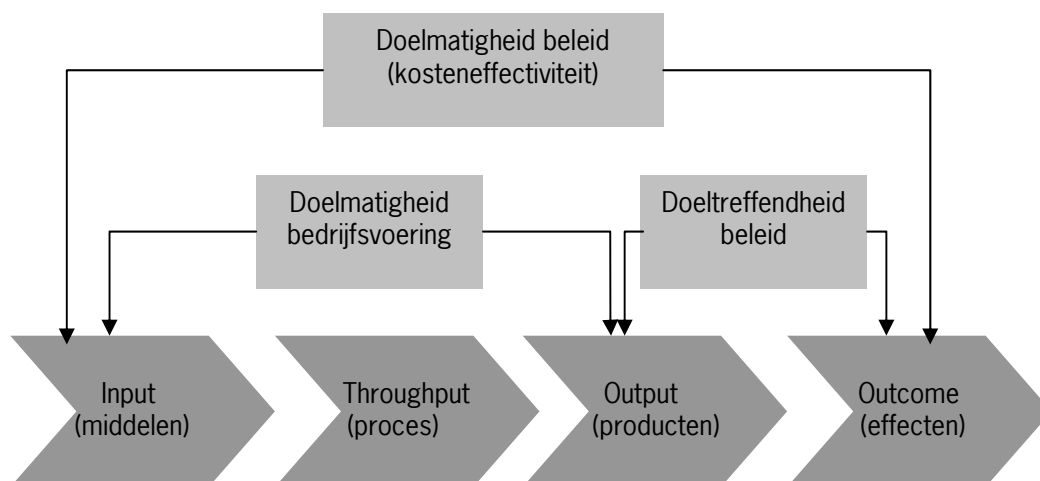 Doelmatigheid beleid
(kosteneffectiviteit)
Doelmatigheid
bedrijfsvoering
Doeltreffendheid
beleid
Input
(middelen)
Throughput
(proces)
Output
(producten)
Outcome
(effecten)